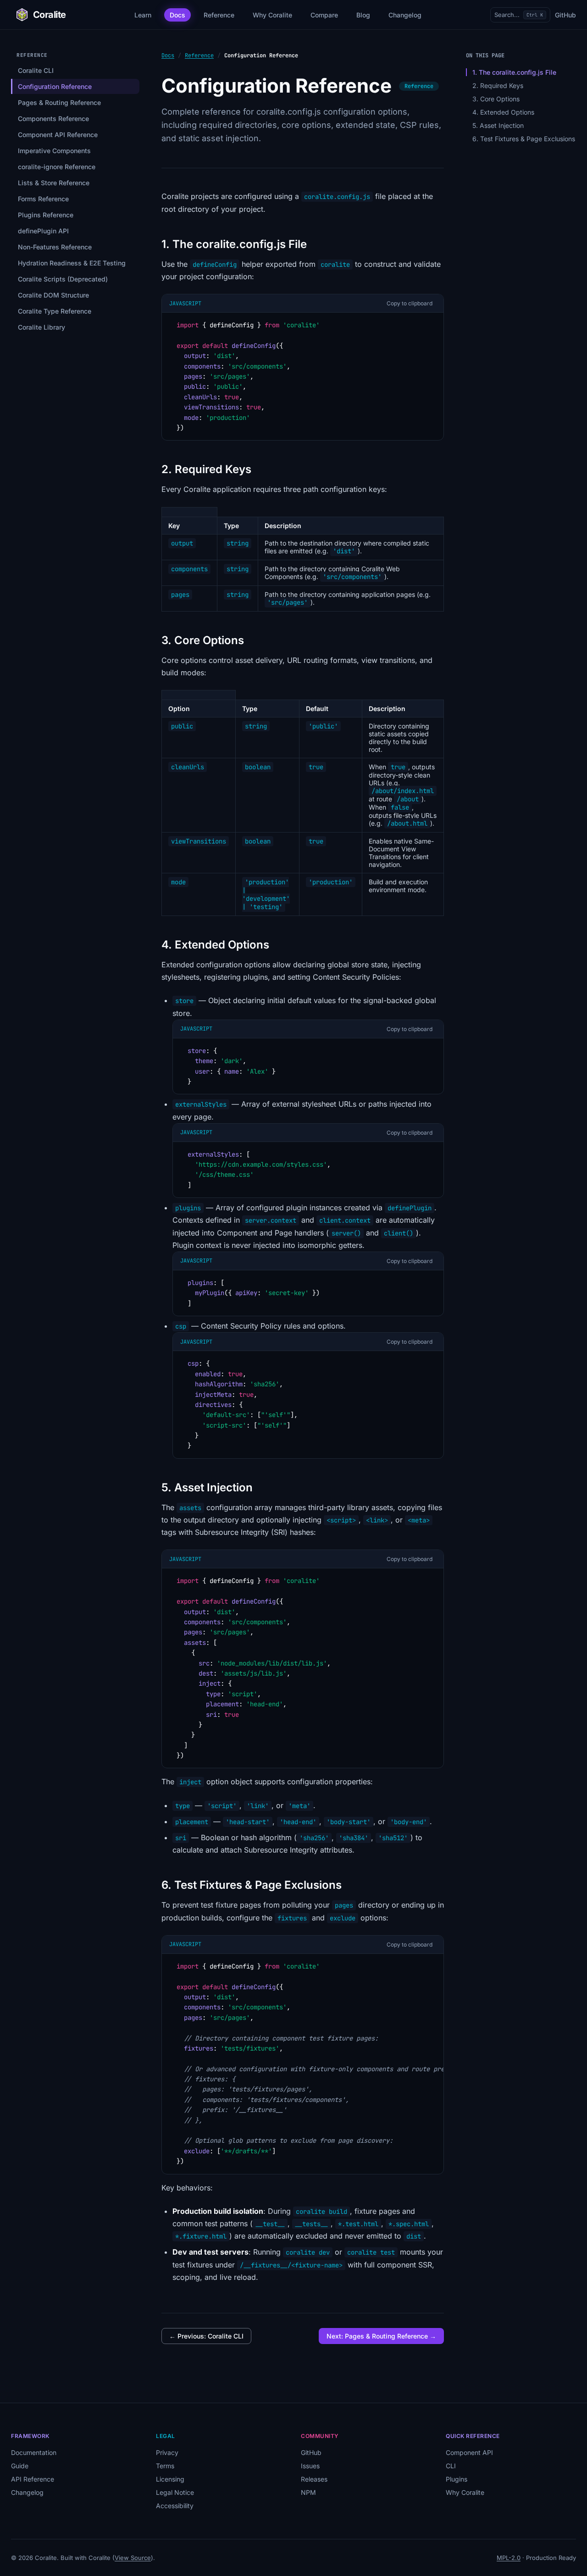 Coralite
Learn
Docs
Reference
Why Coralite
Compare
Blog
Changelog
Search... Ctrl K
GitHub
REFERENCE
Coralite CLI
Configuration Reference
Pages & Routing Reference
Components Reference
Component API Reference
Imperative Components
coralite-ignore Reference
Lists & Store Reference
Forms Reference
Plugins Reference
definePlugin API
Non-Features Reference
Hydration Readiness & E2E Testing
Coralite Scripts (Deprecated)
Coralite DOM Structure
Coralite Type Reference
Coralite Library
Docs / Reference / Configuration Reference
Configuration Reference Reference
Complete reference for coralite.config.js configuration options,
including required directories, core options, extended state, CSP rules,
and static asset injection.
Coralite projects are configured using a coralite.config.js file placed at the
root directory of your project.
1. The coralite.config.js File
Use the defineConfig helper exported from coralite to construct and validate
your project configuration:
JAVASCRIPT Copy to clipboard
import { defineConfig } from 'coralite'
export default defineConfig({
output: 'dist',
components: 'src/components',
pages: 'src/pages',
public: 'public',
cleanUrls: true,
viewTransitions: true,
mode: 'production'
})
2. Required Keys
Every Coralite application requires three path configuration keys:
Key Type Description
output string Path to the destination directory where compiled static
files are emitted (e.g. 'dist' ).
components string Path to the directory containing Coralite Web
Components (e.g. 'src/components' ).
pages string Path to the directory containing application pages (e.g.
'src/pages' ).
3. Core Options
Core options control asset delivery, URL routing formats, view transitions, and
build modes:
Option Type Default Description
public string 'public' Directory containing
static assets copied
directly to the build
root.
cleanUrls boolean true When true , outputs
directory-style clean
URLs (e.g.
/about/index.html
at route /about ).
When false ,
outputs file-style URLs
(e.g. /about.html ).
viewTransitions boolean true Enables native Same-
Document View
Transitions for client
navigation.
mode 'production' 'production' Build and execution
| environment mode.
'development'
| 'testing'
4. Extended Options
Extended configuration options allow declaring global store state, injecting
stylesheets, registering plugins, and setting Content Security Policies:
• store — Object declaring initial default values for the signal-backed global
store.
JAVASCRIPT Copy to clipboard
store: {
theme: 'dark',
user: { name: 'Alex' }
}
• externalStyles — Array of external stylesheet URLs or paths injected into
every page.
JAVASCRIPT Copy to clipboard
externalStyles: [
'https://cdn.example.com/styles.css',
'/css/theme.css'
]
• plugins — Array of configured plugin instances created via definePlugin .
Contexts defined in server.context and client.context are automatically
injected into Component and Page handlers ( server() and client() ).
Plugin context is never injected into isomorphic getters.
JAVASCRIPT Copy to clipboard
plugins: [
myPlugin({ apiKey: 'secret-key' })
]
• csp — Content Security Policy rules and options.
JAVASCRIPT Copy to clipboard
csp: {
enabled: true,
hashAlgorithm: 'sha256',
injectMeta: true,
directives: {
'default-src': ["'self'"],
'script-src': ["'self'"]
}
}
5. Asset Injection
The assets configuration array manages third-party library assets, copying files
to the output directory and optionally injecting <script> , <link> , or <meta>
tags with Subresource Integrity (SRI) hashes:
JAVASCRIPT Copy to clipboard
import { defineConfig } from 'coralite'
export default defineConfig({
output: 'dist',
components: 'src/components',
pages: 'src/pages',
assets: [
{
src: 'node_modules/lib/dist/lib.js',
dest: 'assets/js/lib.js',
inject: {
type: 'script',
placement: 'head-end',
sri: true
}
}
]
})
The inject option object supports configuration properties:
• type — 'script' , 'link' , or 'meta' .
• placement — 'head-start' , 'head-end' , 'body-start' , or 'body-end' .
• sri — Boolean or hash algorithm ( 'sha256' , 'sha384' , 'sha512' ) to
calculate and attach Subresource Integrity attributes.
6. Test Fixtures & Page Exclusions
To prevent test fixture pages from polluting your pages directory or ending up in
production builds, configure the fixtures and exclude options:
JAVASCRIPT Copy to clipboard
import { defineConfig } from 'coralite'
export default defineConfig({
output: 'dist',
components: 'src/components',
pages: 'src/pages',
// Directory containing component test fixture pages:
fixtures: 'tests/fixtures',
// Or advanced configuration with fixture-only components and route pre
// fixtures: {
// pages: 'tests/fixtures/pages',
// components: 'tests/fixtures/components',
// prefix: '/__fixtures__'
// },
// Optional glob patterns to exclude from page discovery:
exclude: ['**/drafts/**']
})
Key behaviors:
• Production build isolation: During coralite build , fixture pages and
common test patterns ( __test__ , __tests__ , *.test.html , *.spec.html ,
*.fixture.html ) are automatically excluded and never emitted to dist .
• Dev and test servers: Running coralite dev or coralite test mounts your
test fixtures under /__fixtures__/<fixture-name> with full component SSR,
scoping, and live reload.
← Previous: Coralite CLI
Next: Pages & Routing Reference →
ON THIS PAGE
1. The coralite.config.js File
2. Required Keys
3. Core Options
4. Extended Options
5. Asset Injection
6. Test Fixtures & Page Exclusions
FRAMEWORK
Documentation
Guide
API Reference
Changelog
LEGAL
Privacy
Terms
Licensing
Legal Notice
Accessibility
COMMUNITY
GitHub
Issues
Releases
NPM
QUICK REFERENCE
Component API
CLI
Plugins
Why Coralite
© 2026 Coralite. Built with Coralite (View Source).
MPL-2.0 · Production Ready